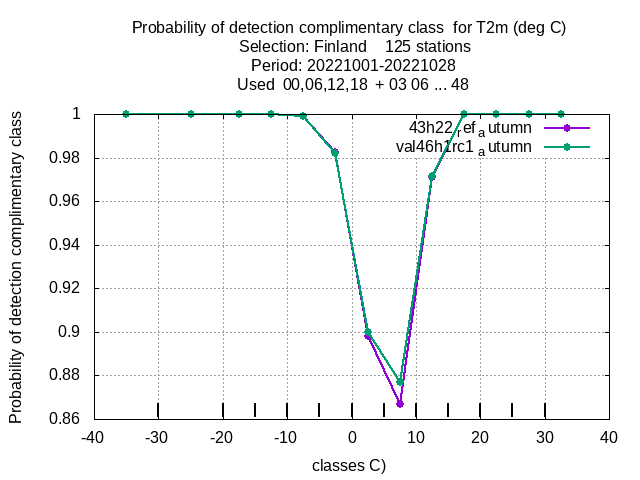 Probability of detection complimentary class  for T2m (deg C)
Selection: Finland    125 stations
Period: 20221001-20221028
Used  00,06,12,18  + 03 06 ... 48
Probability of detection complimentary class
43h22 ref a utumn
val46h1rc1 a utumn
1
0.98
0.96
0.94
0.92
0.9
0.88
0.86
-40 -30 -20 -10 0 10 20 30 40
classes C)